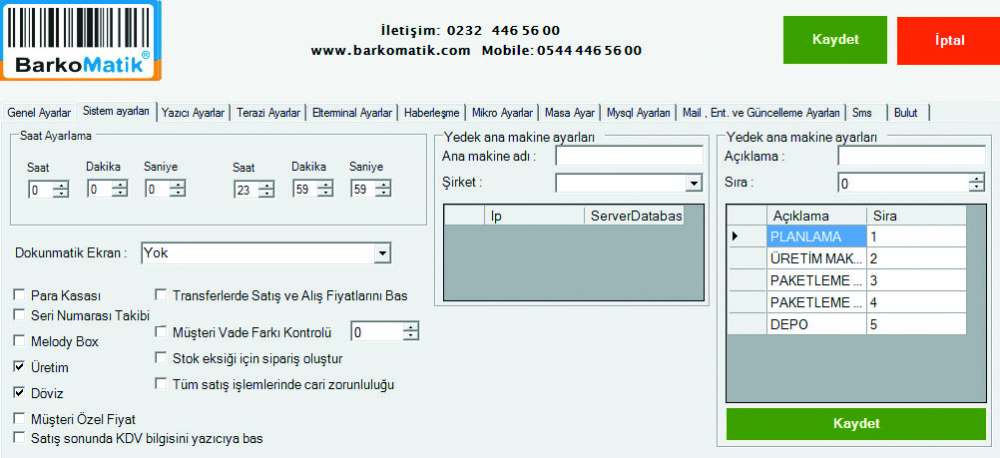 BarkoMatik®
İletişim: 0232 446 56 00
www.barkomatik.com Mobile: 0544 446 56 00
Kaydet
İptal
Genel Ayarlar Sistem ayarları Yazıcı Ayarlar Terazi Ayarlar Elterminal Ayarlar Haberleşme Mikro Ayarlar Masa Ayar Mysql Ayarları Mail , Ent. ve Güncelleme Ayarları Sms Bulut
Saat Ayarlama
Saat Dakika Saniye Saat Dakika Saniye
0 0 0 23 59 59
Dokunmatik Ekran : Yok
Para Kasası
Seri Numarası Takibi
Melody Box
Üretim
Döviz
Müşteri Özel Fiyat
Satış sonunda KDV bilgisini yazıcıya bas
Transferlerde Satış ve Alış Fiyatlarını Bas
Müşteri Vade Farkı Kontrolü 0
Stok eksiği için sipariş oluştur
Tüm satış işlemlerinde cari zorunluluğu
Yedek ana makine ayarları
Ana makine adı :
Şirket :
Ip ServerDatabas
Yedek ana makine ayarları
Açıklama :
Sıra : 0
Açıklama Sira
PLANLAMA 1
ÜRETİM MAK... 2
PAKETLEME ... 3
PAKETLEME ... 4
DEPO 5
Kaydet